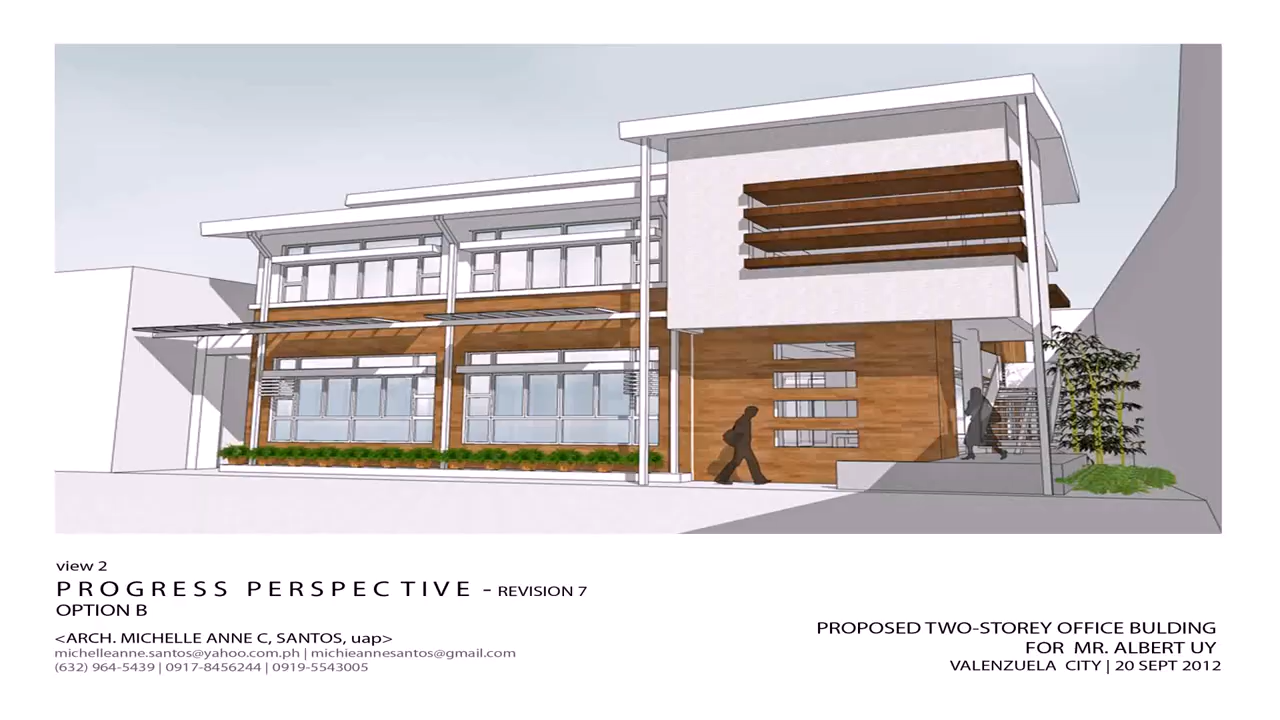 view 2
PROGRESS PERSPECTIVE - REVISION 7
OPTION B
<ARCH. MICHELLE ANNE C, SANTOS, uap>
michelleanne.santos@yahoo.com.ph | michieannesantos@gmail.com
(632) 964-5439 | 0917-8456244 | 0919-5543005
PROPOSED TWO-STOREY OFFICE BULDING
FOR MR. ALBERT UY
VALENZUELA CITY | 20 SEPT 2012